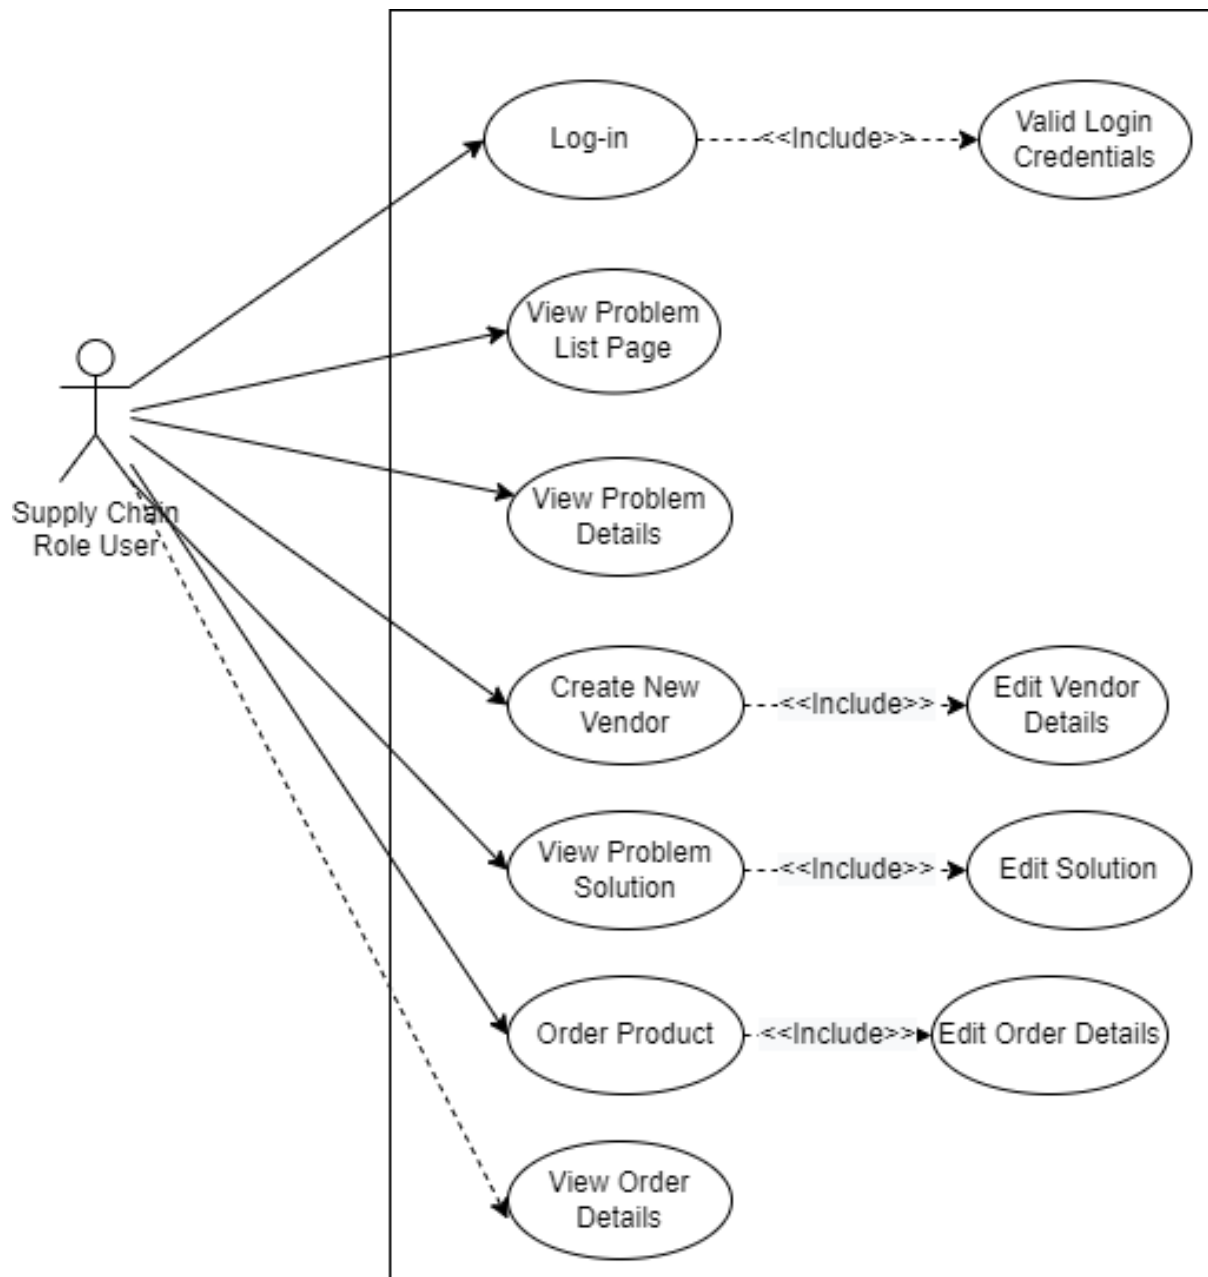 Log-in
<<Include>>
Valid Login
Credentials
View Problem
List Page
Supply Chain
Role User
View Problem
Details
Create New
Vendor
<<Include>>
Edit Vendor
Details
View Problem
Solution
<<Include>>
Edit Solution
Order Product
<<Include>>
Edit Order Details
View Order
Details